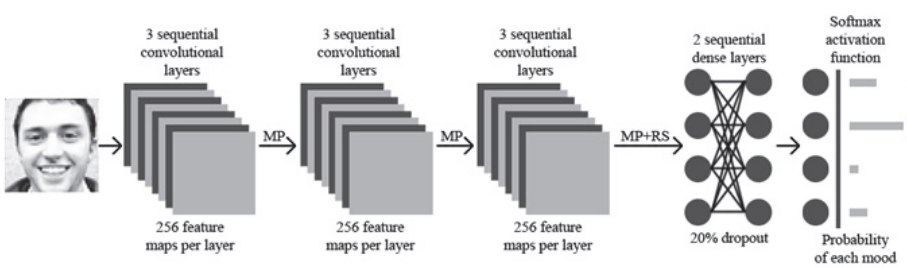 3 sequential
convolutional
layers
3 sequential
convolutional
layers
3 sequential
convolutional
layers
2 sequential
dense layers
Softmax
activation
function
MP
MP
MP+RS
256 feature
maps per layer
256 feature
maps per layer
256 feature
maps per layer
20% dropout
Probability
of each mood